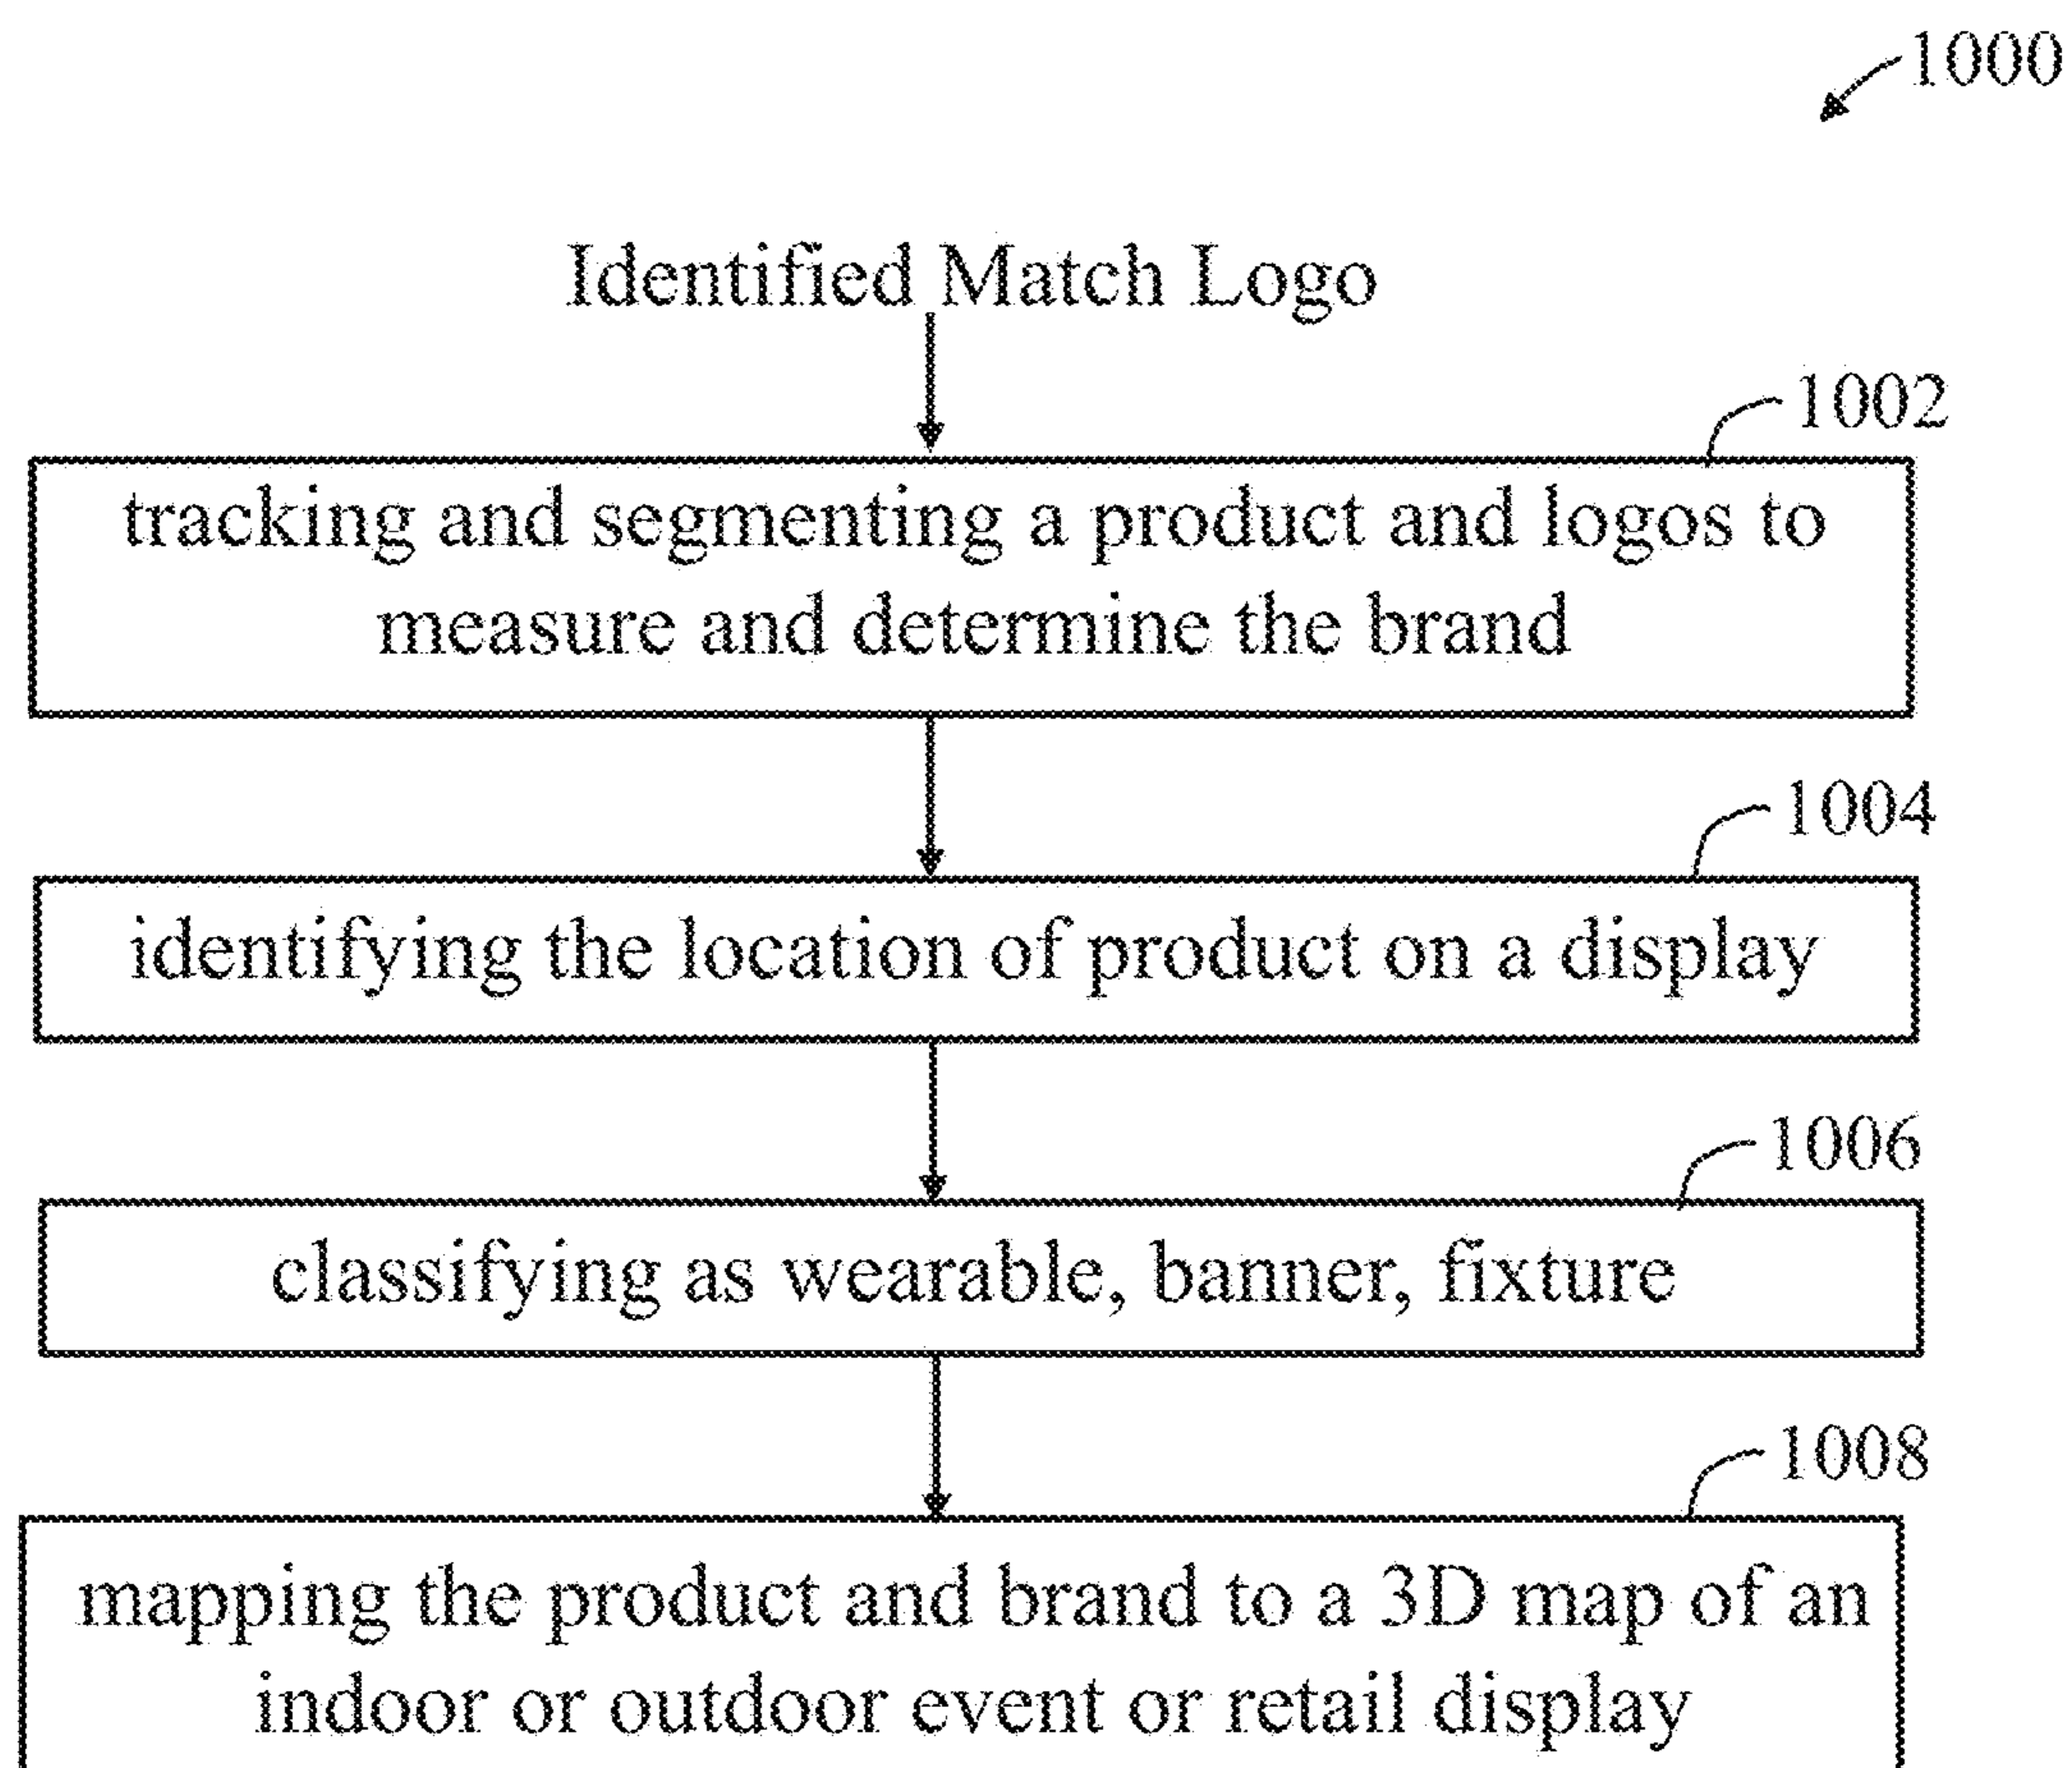 1000
Identified Match Logo
1002
tracking and segmenting a product and logos to
measure and determine the brand
1004
identifying the location of product on a display
1006
classifying as wearable, banner, fixture
1008
mapping the product and brand to a 3D map of an
indoor or outdoor event or retail display